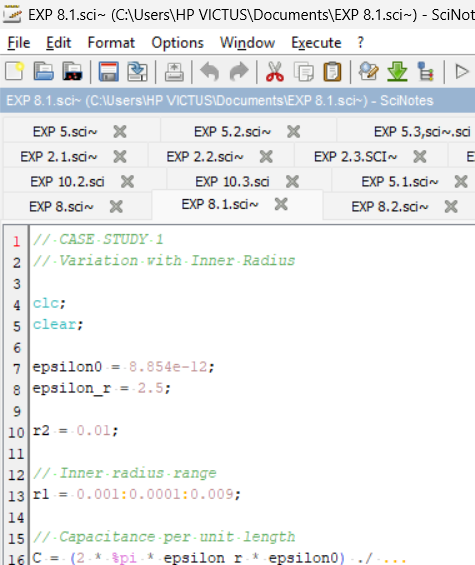 EXP 8.1.sci~ (C:\Users\HP VICTUS\Documents\EXP 8.1.sci~) - SciNot
File Edit Format Options Window Execute ?
EXP 8.1.sci~ (C:\Users\HP VICTUS\Documents\EXP 8.1.sci~) - SciNotes
EXP 5.sci~ EXP 5.2.sci~ EXP 5.3,sci~.sci
EXP 2.1.sci~ EXP 2.2.sci~ EXP 2.3.SCI~ E
EXP 10.2.sci EXP 10.3.sci EXP 5.1.sci~
EXP 8.sci~ EXP 8.1.sci~ EXP 8.2.sci~
1 // CASE STUDY 1
2 // Variation with Inner Radius
3
4 clc;
5 clear;
6
7 epsilon0 = 8.854e-12;
8 epsilon_r = 2.5;
9
10 r2 = 0.01;
11
12 // Inner radius range
13 r1 = 0.001:0.0001:0.009;
14
15 // Capacitance per unit length
16 C = (2 * %pi * epsilon_r * epsilon0) ./ ...